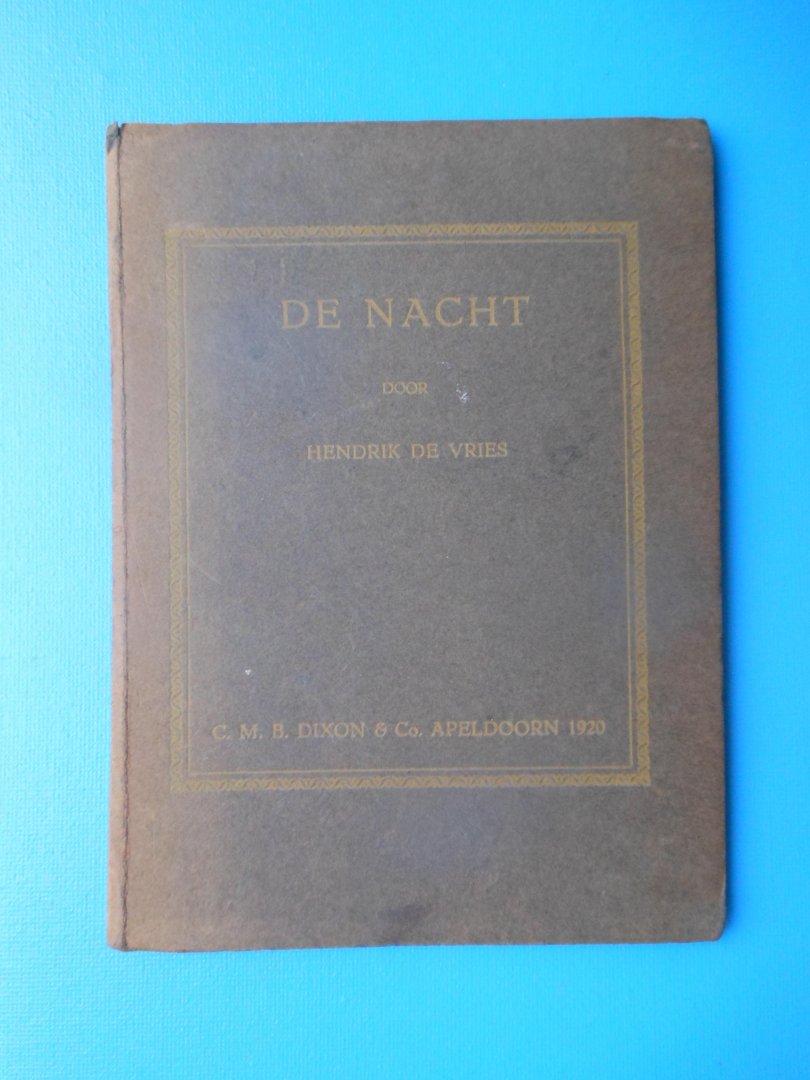 DE NACHT
DOOR
HENDRIK DE VRIES
C. M. B. DIXON & Co. APELDOORN 1920